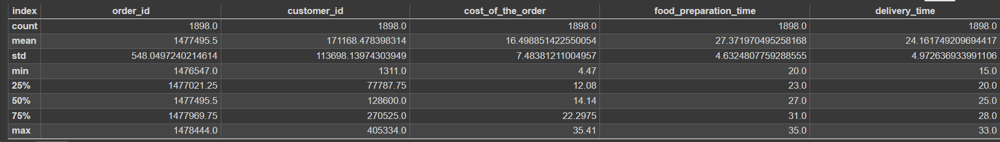 index order_id customer_id cost_of_the_order food_preparation_time delivery_time
count 1898.0 1898.0 1898.0 1898.0 1898.0
mean 1477495.5 171168.478398314 16.498851422550054 27.371970495258168 24.161749209694417
std 548.0497240214614 113698.13974303949 7.48381211004957 4.6324807759288555 4.972636933991106
min 1476547.0 1311.0 4.47 20.0 15.0
25% 1477021.25 77787.75 12.08 23.0 20.0
50% 1477495.5 128600.0 14.14 27.0 25.0
75% 1477969.75 270525.0 22.2975 31.0 28.0
max 1478444.0 405334.0 35.41 35.0 33.0